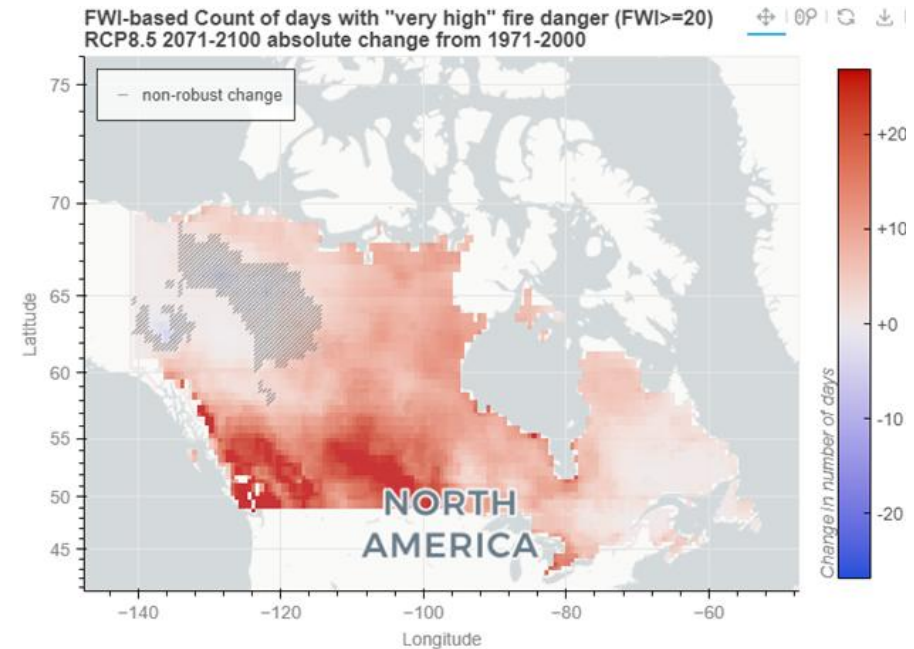 FWI-based Count of days with "very high" fire danger (FWI>=20)
RCP8.5 2071-2100 absolute change from 1971-2000
non-robust change
75
70
65
60
55
50
45
Latitude
−140
−120
−100
−80
−60
Longitude
NORTH
AMERICA
+20
+10
+0
-10
-20
Change in number of days